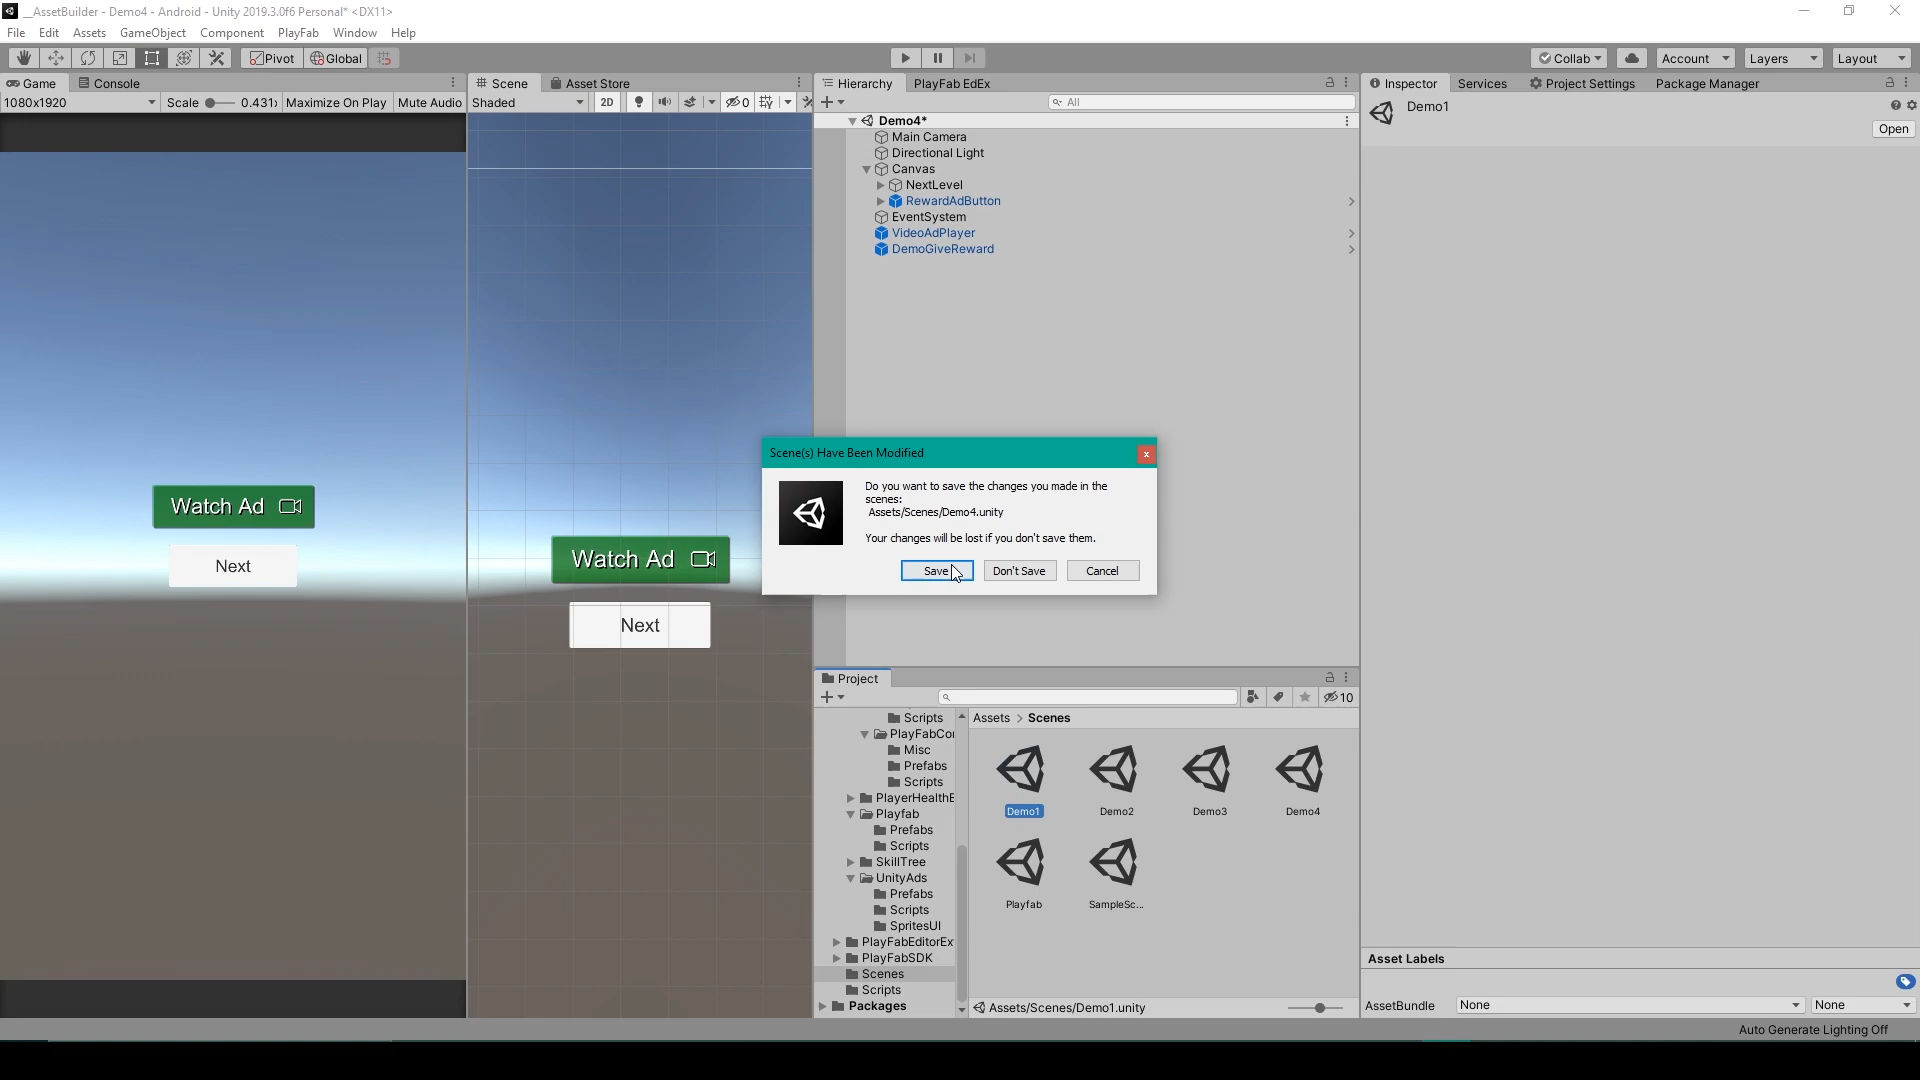 _AssetBuilder - Demo4 - Android - Unity 2019.3.0f6 Personal* <DX11>
File Edit Assets GameObject Component PlayFab Window Help
Pivot Global Collab Account Layers Layout
Game Console Scene Asset Store Hierarchy PlayFab EdEx Inspector Services Project Settings Package Manager
1080x1920 Scale 0.431 Maximize On Play Mute Audio Shaded 2D 0 All
Demo1
Open
Demo4*
Main Camera
Directional Light
Canvas
NextLevel
RewardAdButton
EventSystem
VideoAdPlayer
DemoGiveReward
Watch Ad
Next
Watch Ad
Next
Scene(s) Have Been Modified
x
Do you want to save the changes you made in the
scenes:
Assets/Scenes/Demo4.unity
Your changes will be lost if you don't save them.
Save Don't Save Cancel
Project
10
Assets > Scenes
Scripts
PlayFabCo
Misc
Prefabs
Scripts
PlayerHealthE
Playfab
Prefabs
Scripts
SkillTree
UnityAds
Prefabs
Scripts
SpritesUI
PlayFabEditorEx
PlayFabSDK
Scenes
Scripts
Packages
Demo1 Demo2 Demo3 Demo4
Playfab SampleSc...
Assets/Scenes/Demo1.unity
Asset Labels
AssetBundle None None
Auto Generate Lighting Off